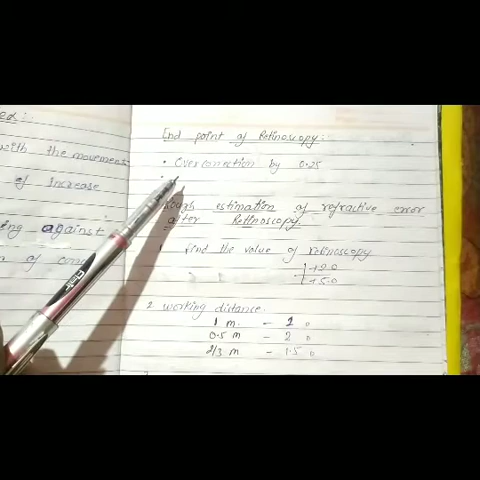 ed :
with the movement
of increase
ing against
n of
End point of Retinoscopy:
• Overcorrection by 0.25
•
Rough estimation of refractive error
after Retinoscopy.
1 find the value of retinoscopy
+2.0
+5.0
2 working distance.
1 m. - 1 D
0.5 m - 2 D
2/3 m - 1.5 D